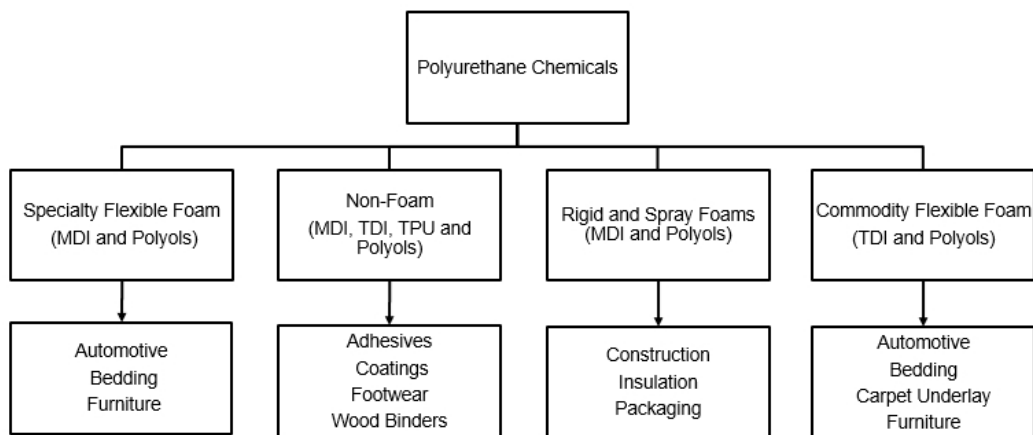 Polyurethane Chemicals
Specialty Flexible Foam
(MDI and Polyols)
Non-Foam
(MDI, TDI, TPU and
Polyols)
Rigid and Spray Foams
(MDI and Polyols)
Commodity Flexible Foam
(TDI and Polyols)
Automotive
Bedding
Furniture
Adhesives
Coatings
Footwear
Wood Binders
Construction
Insulation
Packaging
Automotive
Bedding
Carpet Underlay
Furniture